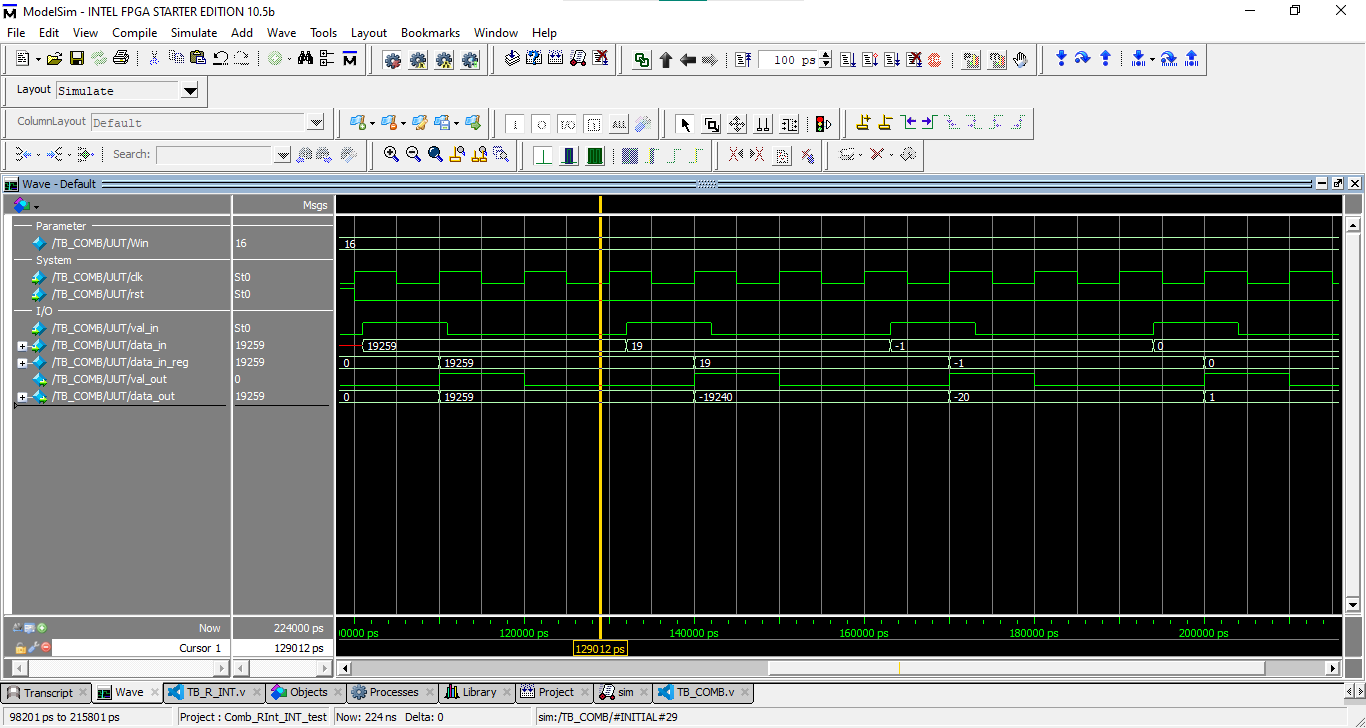 ModelSim - INTEL FPGA STARTER EDITION 10.5b
File Edit View Compile Simulate Add Wave Tools Layout Bookmarks Window Help
100 ps
Layout Simulate
ColumnLayout Default
Search:
Wave - Default
Msgs
Parameter
/TB_COMB/UUT/Win 16 16
System
/TB_COMB/UUT/clk St0
/TB_COMB/UUT/rst St0
I/O
/TB_COMB/UUT/val_in St0
/TB_COMB/UUT/data_in 19259 19259 19 -1 0
/TB_COMB/UUT/data_in_reg 19259 0 19259 19 -1 0
/TB_COMB/UUT/val_out 0
/TB_COMB/UUT/data_out 19259 0 19259 -19240 -20 1
Now 224000 ps 00000 ps 120000 ps 140000 ps 160000 ps 180000 ps 200000 ps
Cursor 1 129012 ps 129012 ps
Transcript Wave TB_R_INT.v Objects Processes Library Project sim TB_COMB.v
98201 ps to 215801 ps Project : Comb_RInt_INT_test Now: 224 ns Delta: 0 sim:/TB_COMB/#INITIAL#29